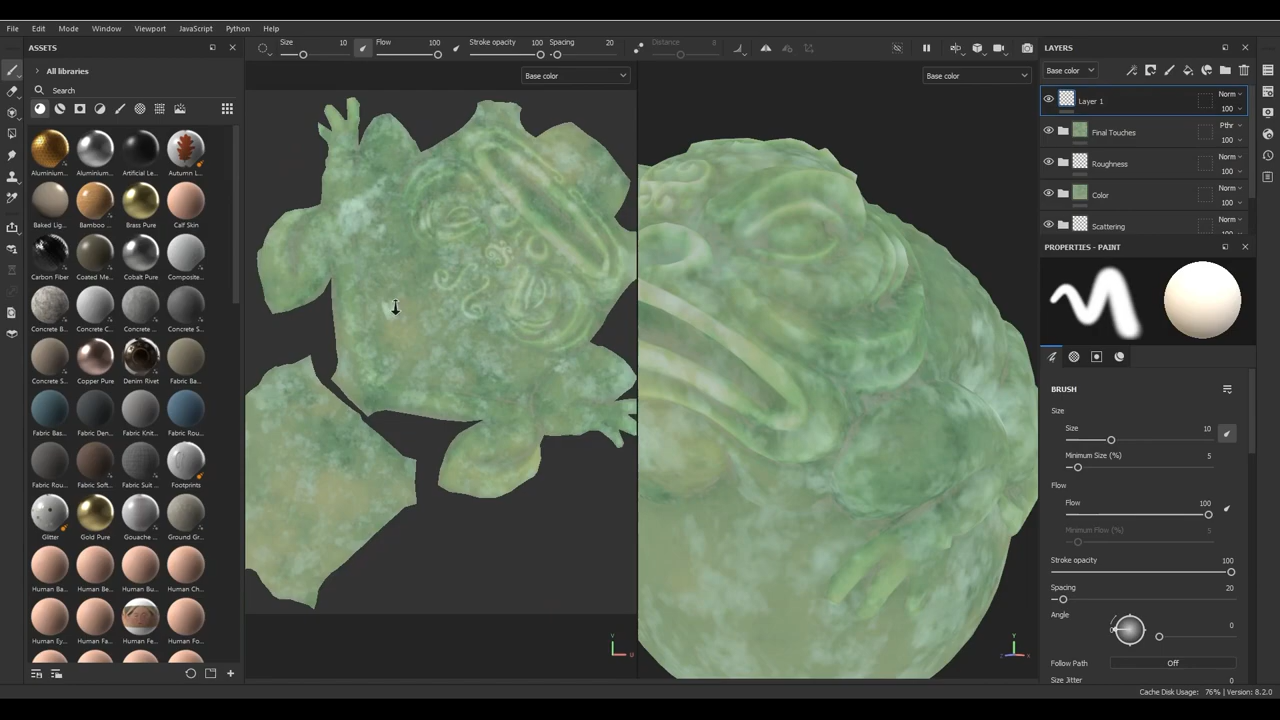 File Edit Mode Window Viewport JavaScript Python Help
ASSETS
Size 10 Flow 100 Stroke opacity 100 Spacing 20 Distance 8
LAYERS
All libraries
Search
Base color
Base color
Base color
Layer 1 Norm 100
Final Touches Pthr 100
Roughness Norm 100
Color Norm 100
Scattering Norm
Aluminium... Aluminium... Artificial Le... Autumn L...
Baked Lig... Bamboo ... Brass Pure Calf Skin
Carbon Fiber Coated Me... Cobalt Pure Composite...
Concrete B... Concrete C... Concrete ... Concrete S...
Concrete S... Copper Pure Denim Rivet Fabric Ba...
Fabric Bas... Fabric Den... Fabric Knit... Fabric Rou...
Fabric Rou... Fabric Soft... Fabric Suit ... Footprints
Glitter Gold Pure Gouache ... Ground Gr...
Human Ba... Human Be... Human Bu... Human Ch...
Human Ey... Human Fa... Human Fe... Human Fo...
PROPERTIES - PAINT
BRUSH
Size
Size 10
Minimum Size (%) 5
Flow
Flow 100
Minimum Flow (%) 5
Stroke opacity 100
Spacing 20
Angle 0
Follow Path Off
Size Jitter 0
Y
U
Y
Z X
Cache Disk Usage: 76% | Version: 8.2.0